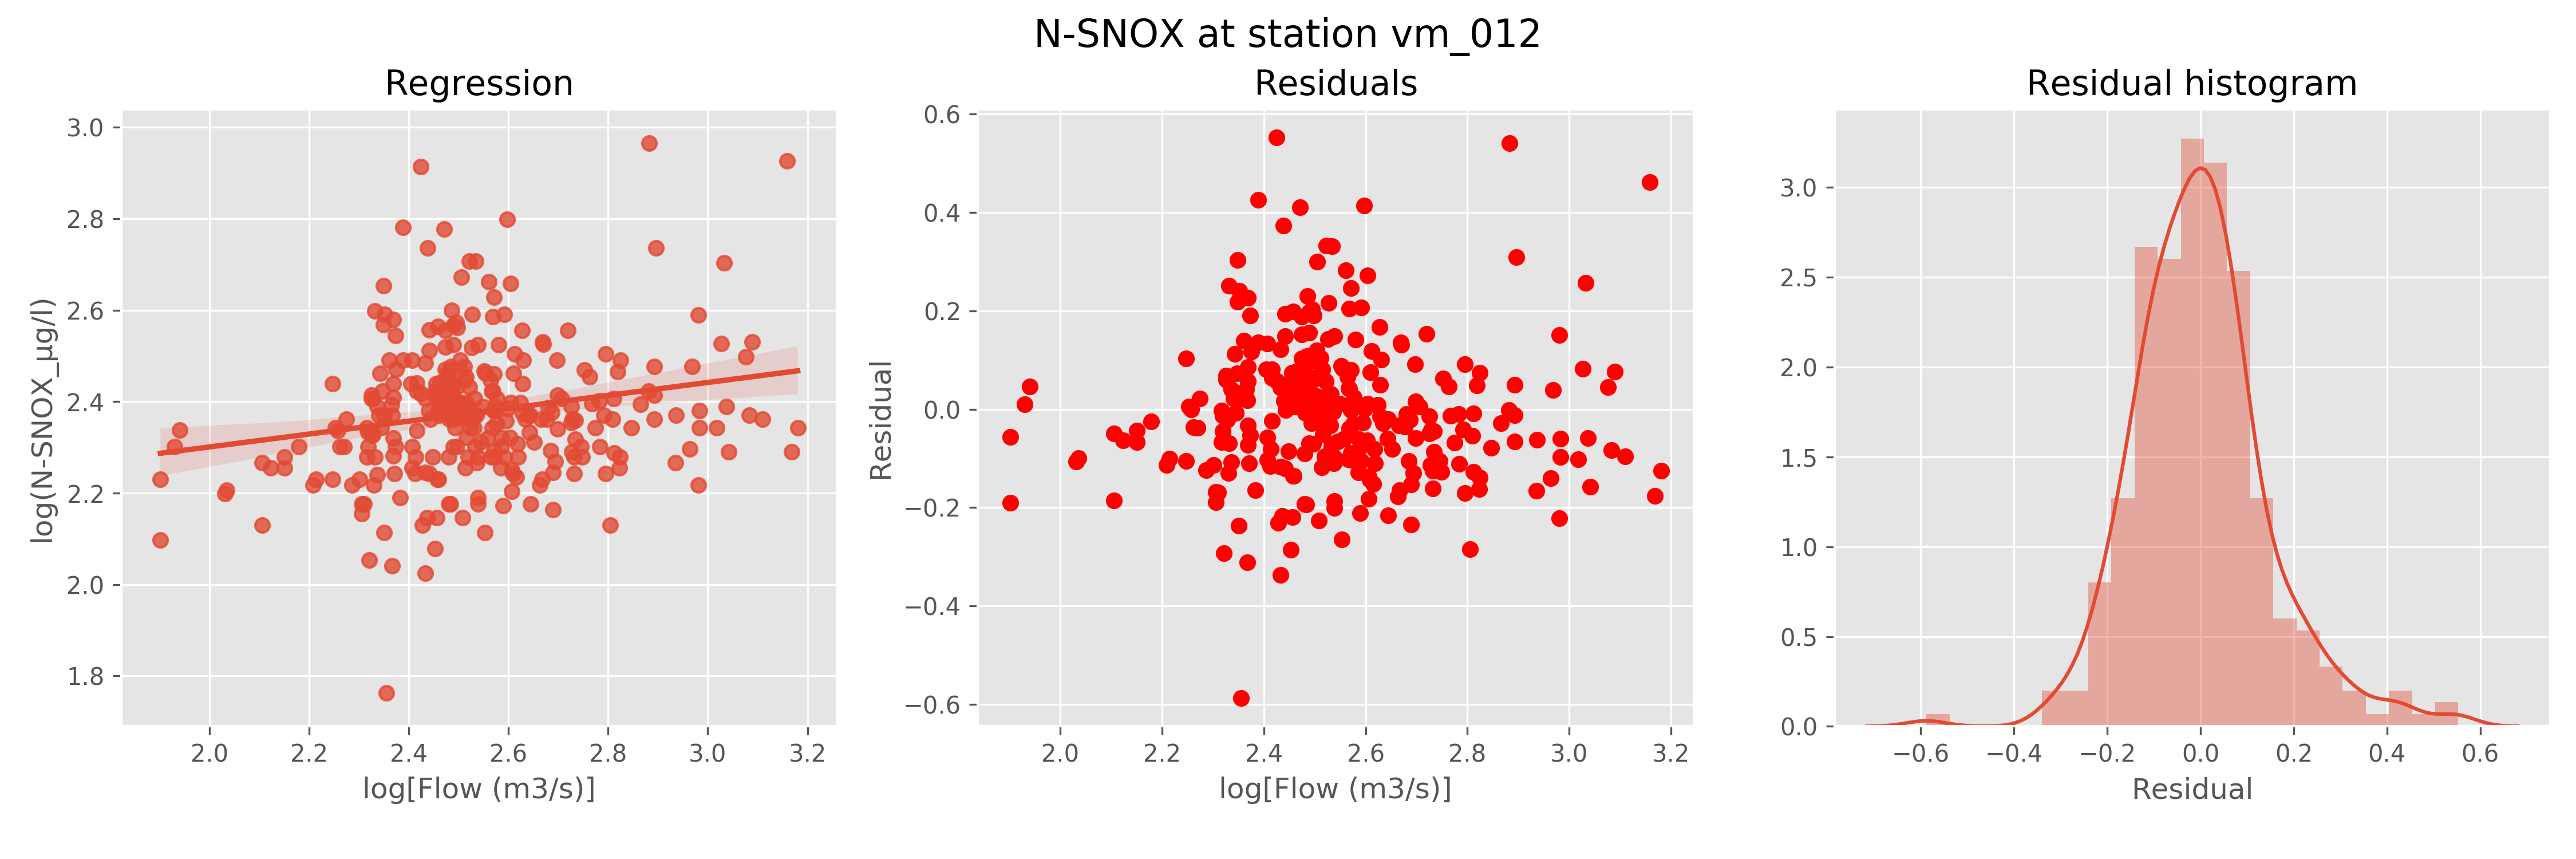 N-SNOX at station vm_012
Regression
3.0
2.8
2.6
2.4
2.2
2.0
1.8
log(N-SNOX_µg/l)
2.0 2.2 2.4 2.6 2.8 3.0 3.2
log[Flow (m3/s)]
Residuals
0.6
0.4
0.2
0.0
−0.2
−0.4
−0.6
Residual
2.0 2.2 2.4 2.6 2.8 3.0 3.2
log[Flow (m3/s)]
Residual histogram
3.0
2.5
2.0
1.5
1.0
0.5
0.0
−0.6 −0.4 −0.2 0.0 0.2 0.4 0.6
Residual